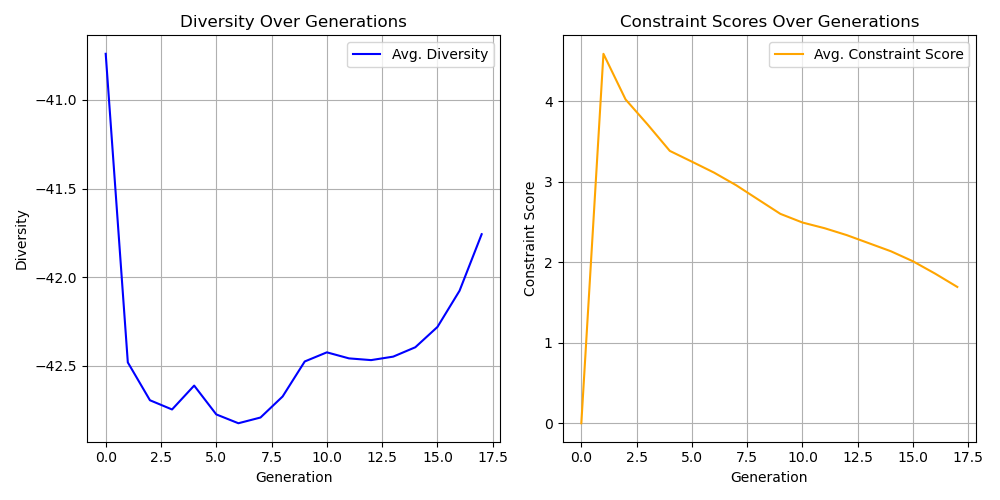 Diversity Over Generations
Avg. Diversity
−41.0
−41.5
−42.0
−42.5
Diversity
0.0 2.5 5.0 7.5 10.0 12.5 15.0 17.5
Generation
Constraint Scores Over Generations
Avg. Constraint Score
4
3
2
1
0
Constraint Score
0.0 2.5 5.0 7.5 10.0 12.5 15.0 17.5
Generation